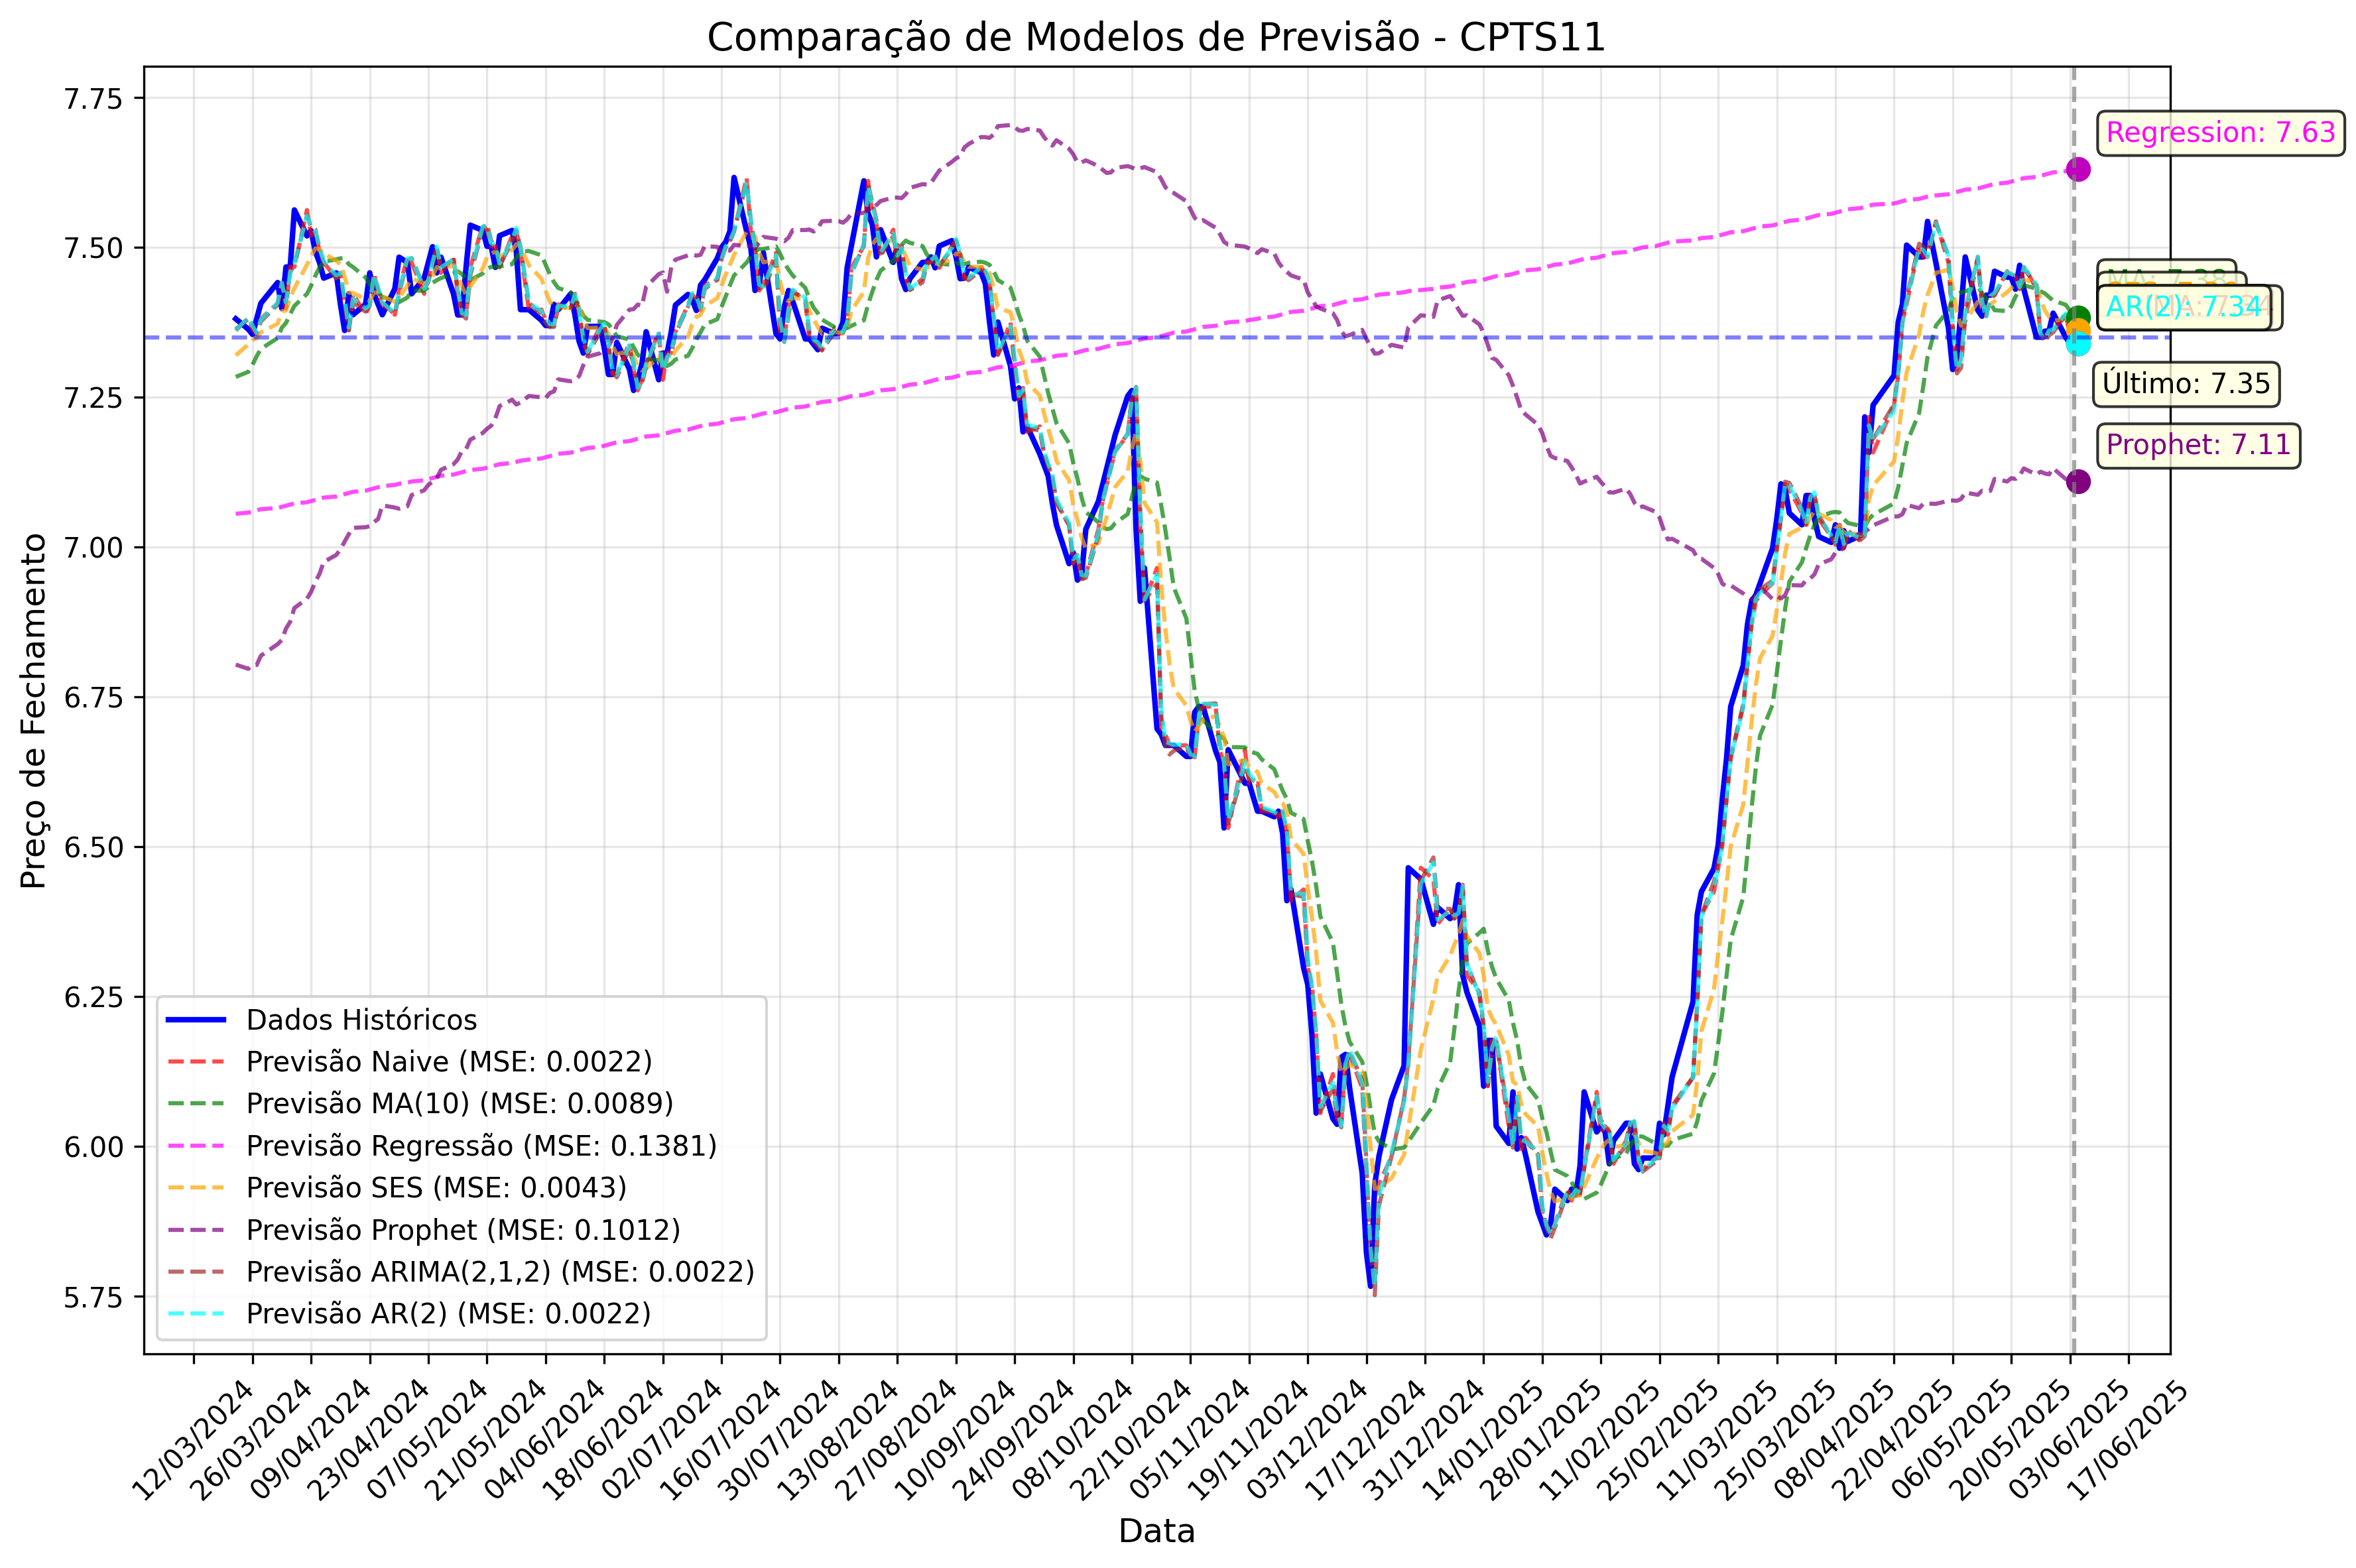 Comparação de Modelos de Previsão - CPTS11
Preço de Fechamento
7.75
7.50
7.25
7.00
6.75
6.50
6.25
6.00
5.75
Regression: 7.63
AR(2): 7.34
Último: 7.35
Prophet: 7.11
Dados Históricos
Previsão Naive (MSE: 0.0022)
Previsão MA(10) (MSE: 0.0089)
Previsão Regressão (MSE: 0.1381)
Previsão SES (MSE: 0.0043)
Previsão Prophet (MSE: 0.1012)
Previsão ARIMA(2,1,2) (MSE: 0.0022)
Previsão AR(2) (MSE: 0.0022)
12/03/2024
26/03/2024
09/04/2024
23/04/2024
07/05/2024
21/05/2024
04/06/2024
18/06/2024
02/07/2024
16/07/2024
30/07/2024
13/08/2024
27/08/2024
10/09/2024
24/09/2024
08/10/2024
22/10/2024
05/11/2024
19/11/2024
03/12/2024
17/12/2024
31/12/2024
14/01/2025
28/01/2025
11/02/2025
25/02/2025
11/03/2025
25/03/2025
08/04/2025
22/04/2025
06/05/2025
20/05/2025
03/06/2025
17/06/2025
Data